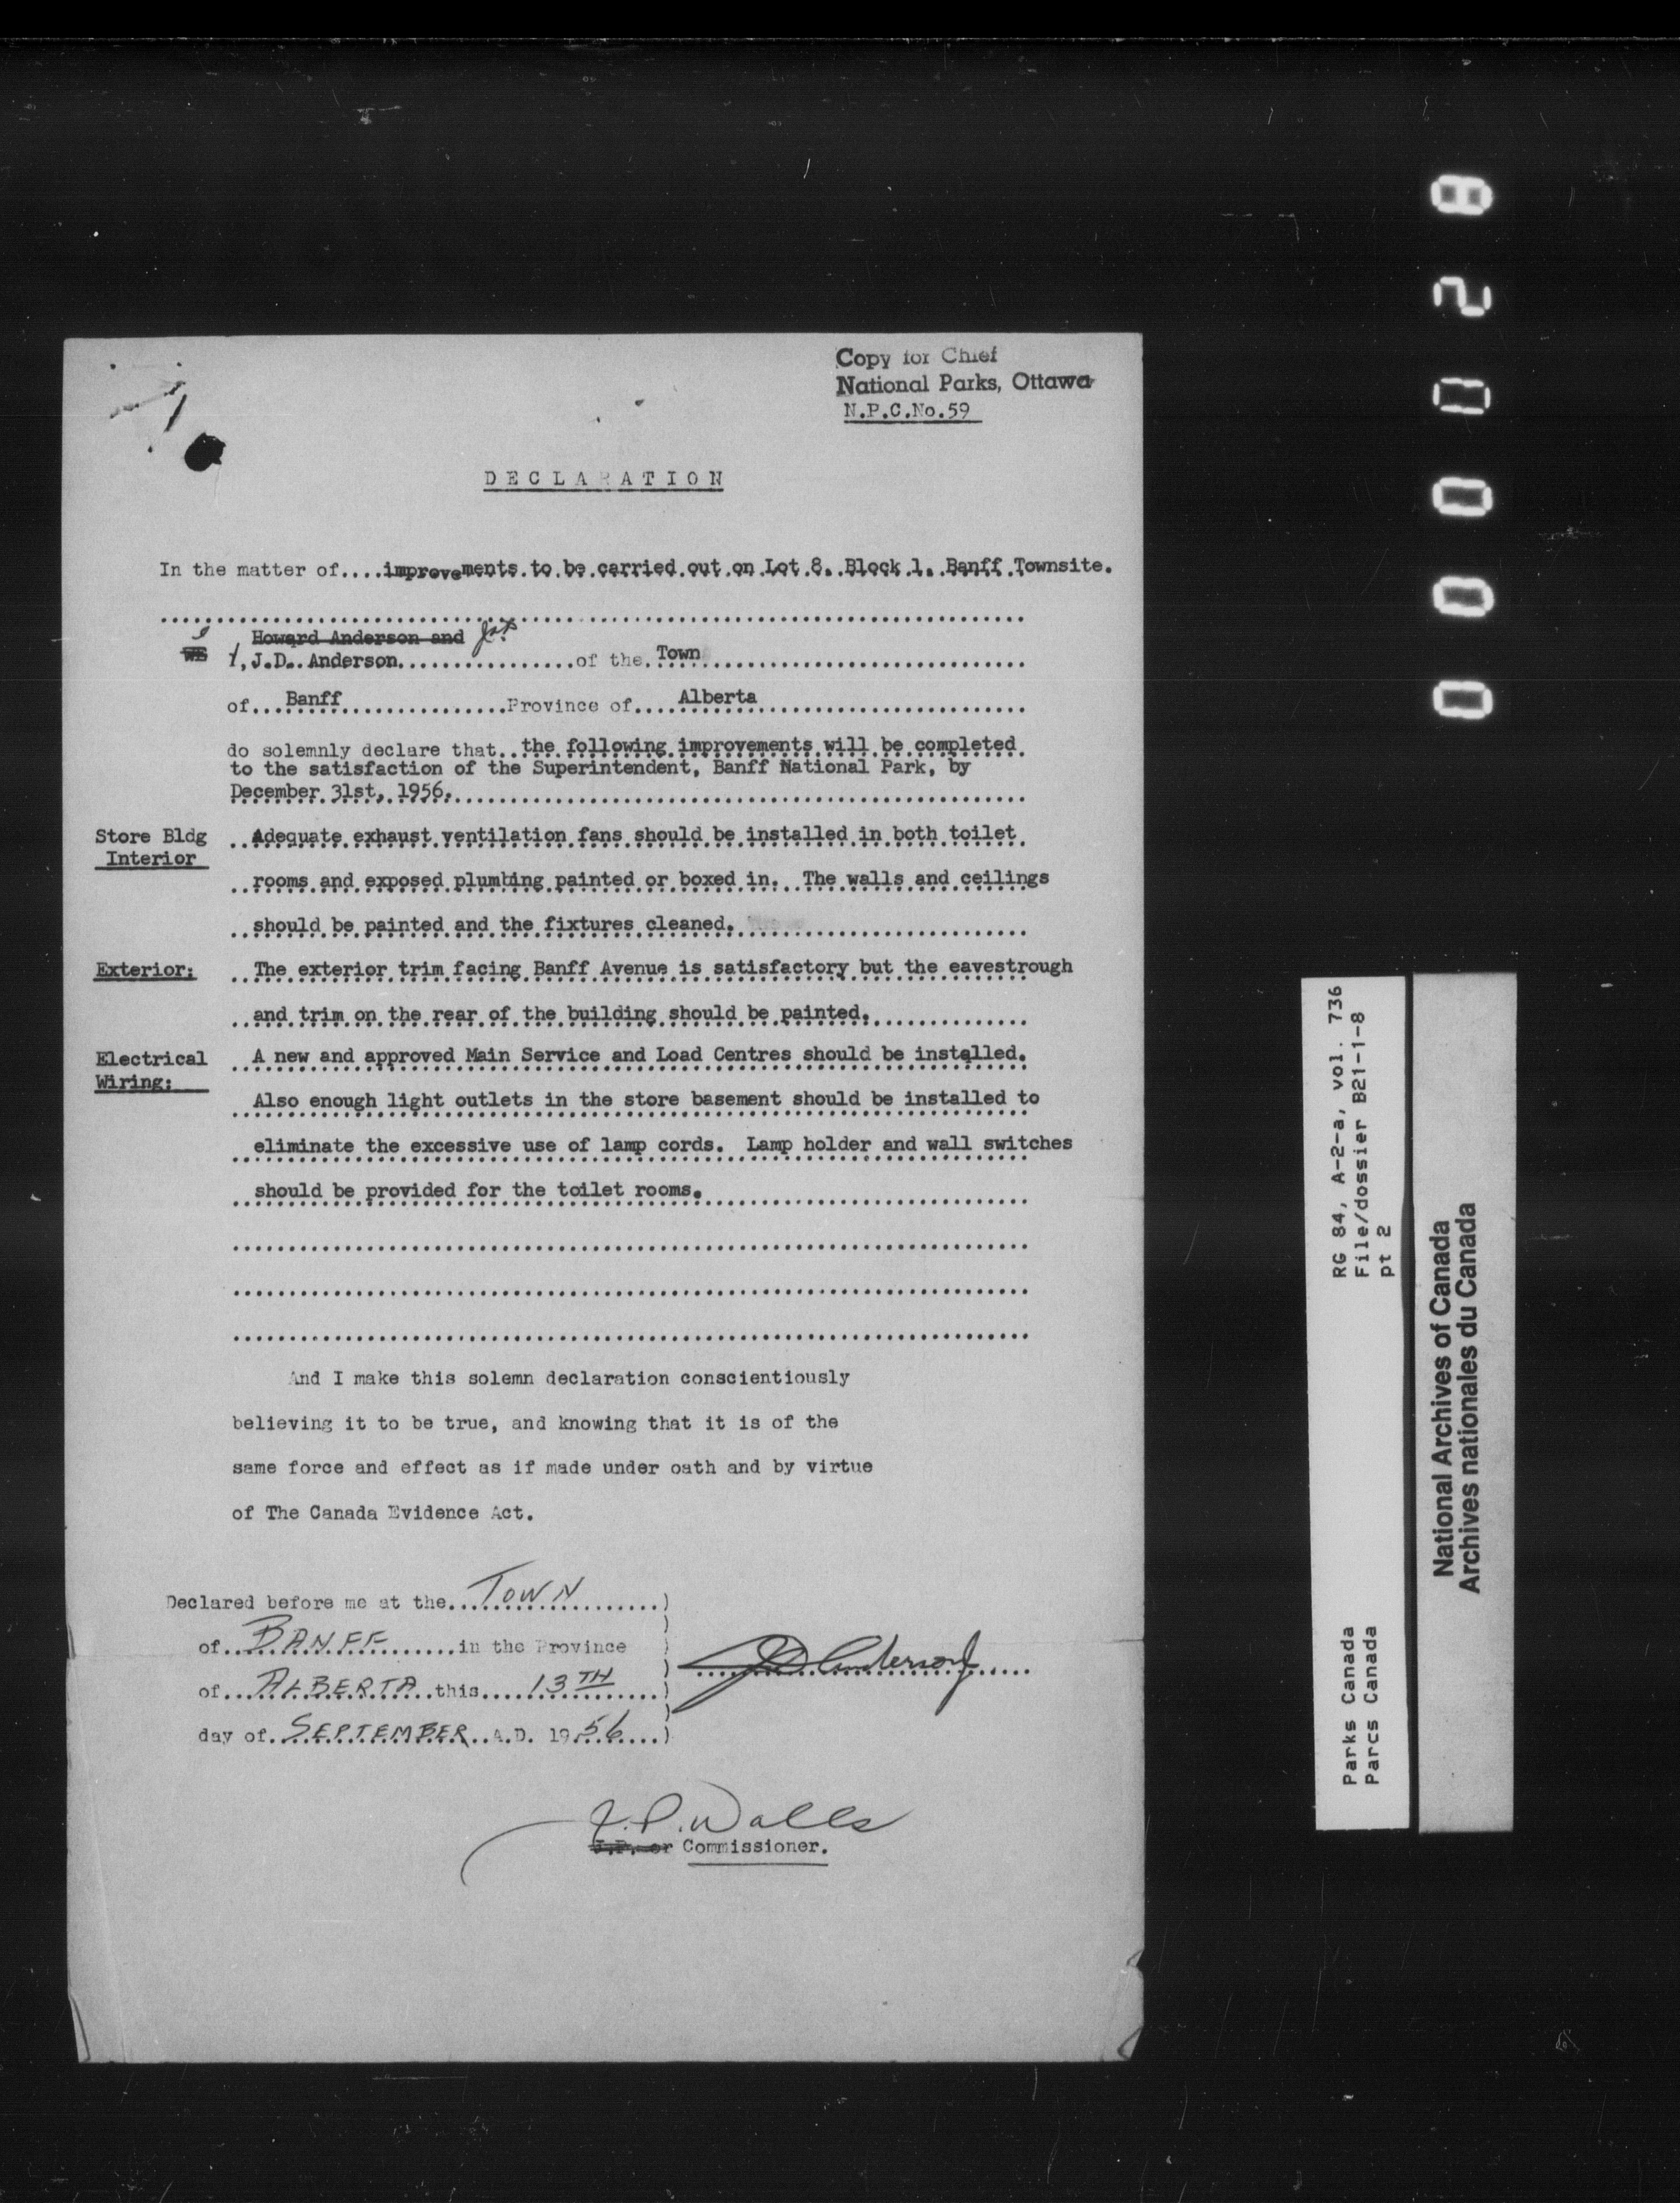 Copy for Chief
National Parks, Ottawa
N.P.C.No.59
DECLARATION
In the matter of....improvements to be carried out on Lot 8. Block 1. Banff Townsite.
Howard Anderson and
WE I, J.D. Anderson................of the Town
of...Banff...............Province of....Alberta
do solemnly declare that..the following improvements will be completed
to the satisfaction of the Superintendent, Banff National Park, by
December 31st, 1956.
Store Bldg ..Adequate exhaust ventilation fans should be installed in both toilet
Interior
rooms and exposed plumbing painted or boxed in. The walls and ceilings
should be painted and the fixtures cleaned.
Exterior: ..The exterior trim facing Banff Avenue is satisfactory but the eavestrough
and trim on the rear of the building should be painted.
Electrical A new and approved Main Service and Load Centres should be installed.
Wiring:
Also enough light outlets in the store basement should be installed to
eliminate the excessive use of lamp cords. Lamp holder and wall switches
should be provided for the toilet rooms.
And I make this solemn declaration conscientiously
believing it to be true, and knowing that it is of the
same force and effect as if made under oath and by virtue
of The Canada Evidence Act.
Declared before me at the..TOWN..........)
of..BANFF.......in the Province )
of...ALBERTA..this....13TH......) JD Anderson
day of..SEPTEMBER..A.D. 19 56....)
J.P. Walls
J.P. or Commissioner.
0000028
RG 84, A-2-a, vol. 736
File/dossier B21-1-8
pt 2
Parks Canada
Parcs Canada
National Archives of Canada
Archives nationales du Canada